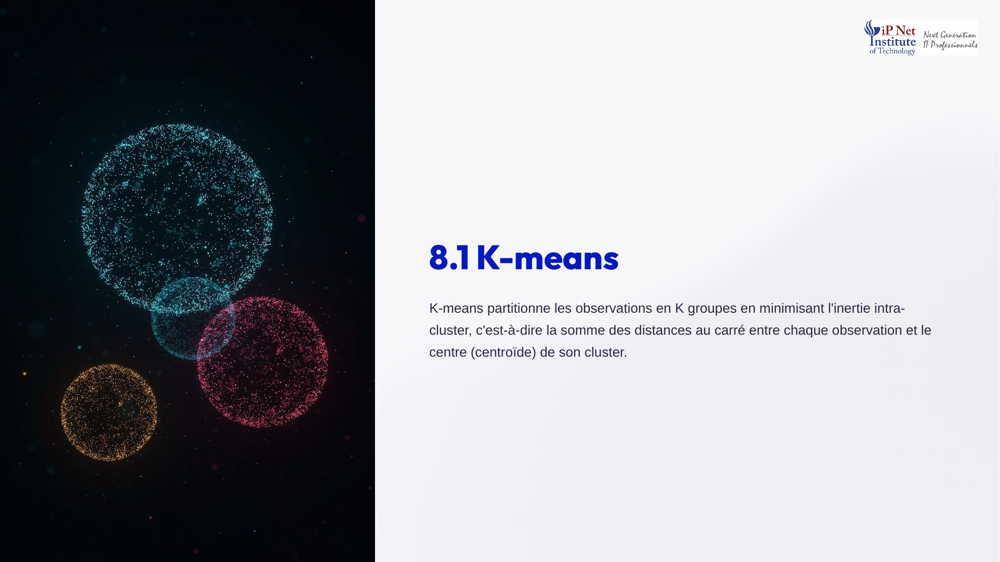 iP Net
Institute
of Technology
Next Generation
IT Professionnels
8.1 K-means
K-means partitionne les observations en K groupes en minimisant l'inertie intra-
cluster, c'est-à-dire la somme des distances au carré entre chaque observation et le
centre (centroïde) de son cluster.